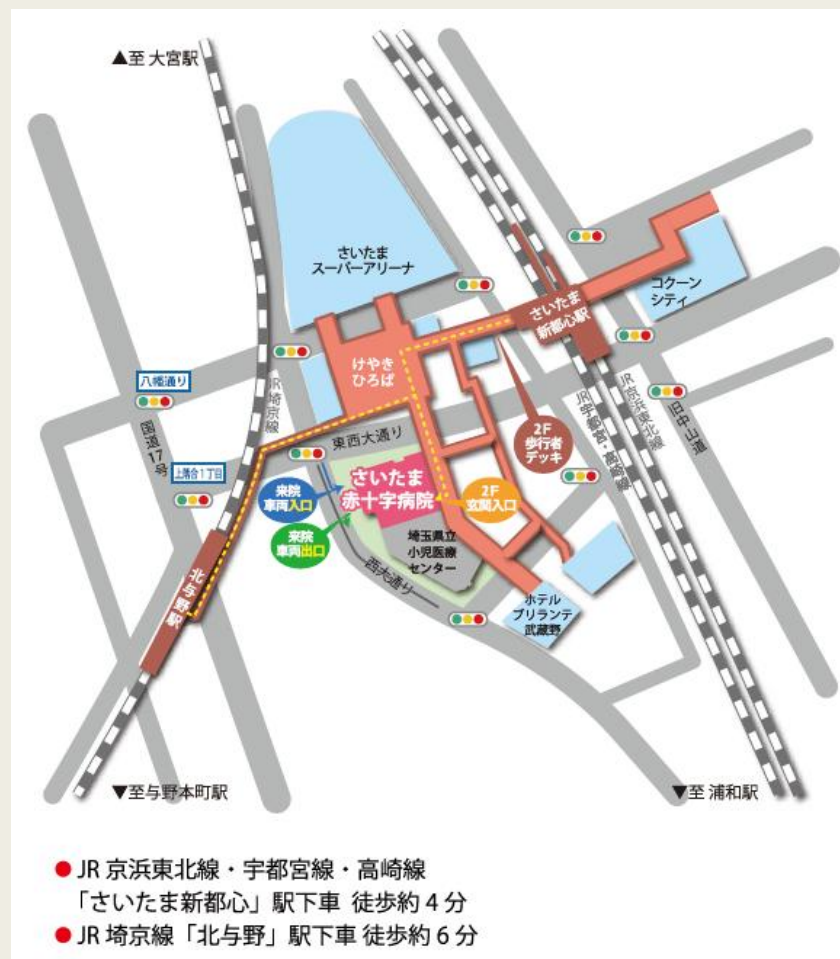 ▲至 大宮駅
さいたま
スーパーアリーナ
コクーン
シティ
さいたま
新都心駅
けやき
ひろば
八幡通り
国道17号
JR 埼京線
JR宇都宮・高崎線
JR京浜東北線
旧中山道
2F
歩行者
デッキ
東西大通り
上落合1丁目
来院
車両入口
さいたま
赤十字病院
2F
玄関入口
来院
車両出口
埼玉県立
小児医療
センター
西大通り
北与野駅
ホテル
ブリランテ
武蔵野
▼至与野本町駅
▼至 浦和駅
● JR 京浜東北線・宇都宮線・高崎線
「さいたま新都心」駅下車 徒歩約 4 分
● JR 埼京線「北与野」駅下車 徒歩約 6 分